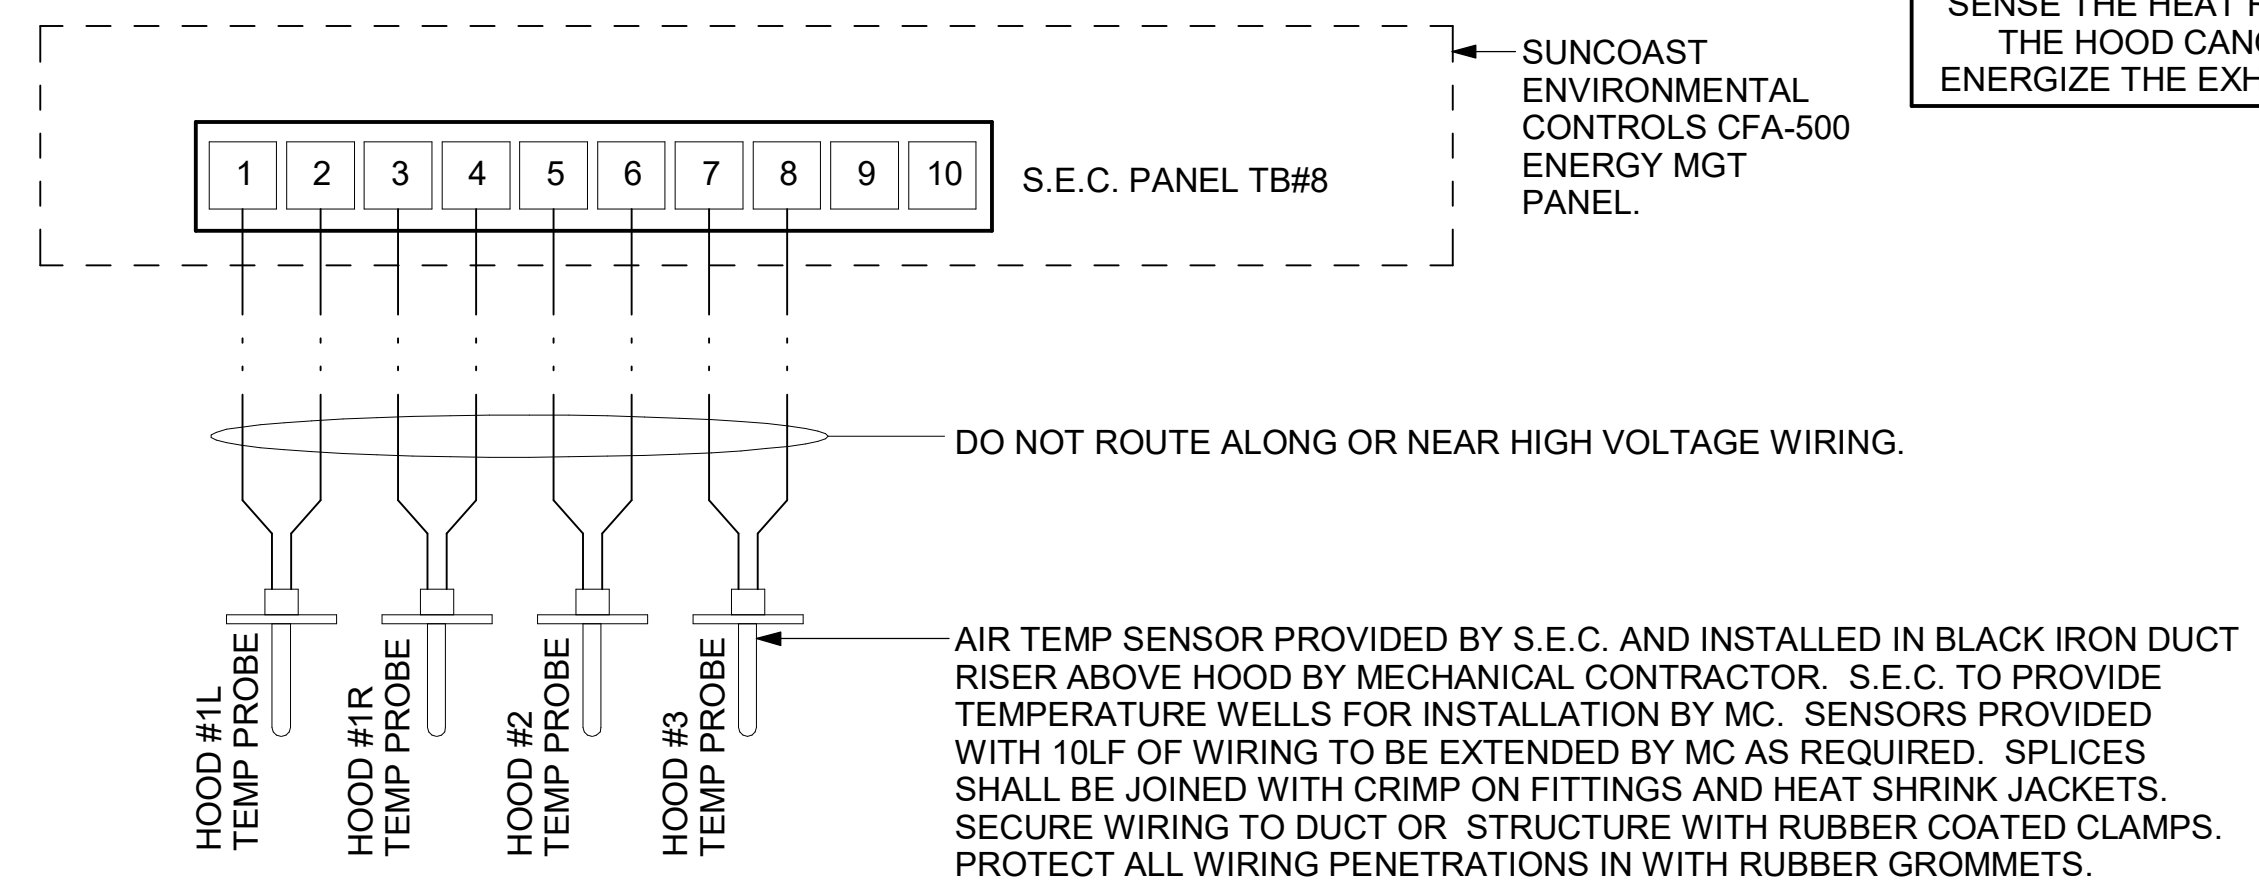 SENSE THE HEAT
THE HOOD
ENERGIZE THE
SUNCOAST
ENVIRONMENTAL
CONTROLS CFA-500
ENERGY MGT
PANEL.
1 2 3 4 5 6 7 8 9 10
S.E.C. PANEL TB#8
DO NOT ROUTE ALONG OR NEAR HIGH VOLTAGE WIRING.
HOOD #1L
TEMP PROBE
HOOD #1R
TEMP PROBE
HOOD #2
TEMP PROBE
HOOD #3
TEMP PROBE
AIR TEMP SENSOR PROVIDED BY S.E.C. AND INSTALLED IN BLACK IRON DUCT
RISER ABOVE HOOD BY MECHANICAL CONTRACTOR. S.E.C. TO PROVIDE
TEMPERATURE WELLS FOR INSTALLATION BY MC. SENSORS PROVIDED
WITH 10LF OF WIRING TO BE EXTENDED BY MC AS REQUIRED. SPLICES
SHALL BE JOINED WITH CRIMP ON FITTINGS AND HEAT SHRINK JACKETS.
SECURE WIRING TO DUCT OR STRUCTURE WITH RUBBER COATED CLAMPS.
PROTECT ALL WIRING PENETRATIONS IN WITH RUBBER GROMMETS.